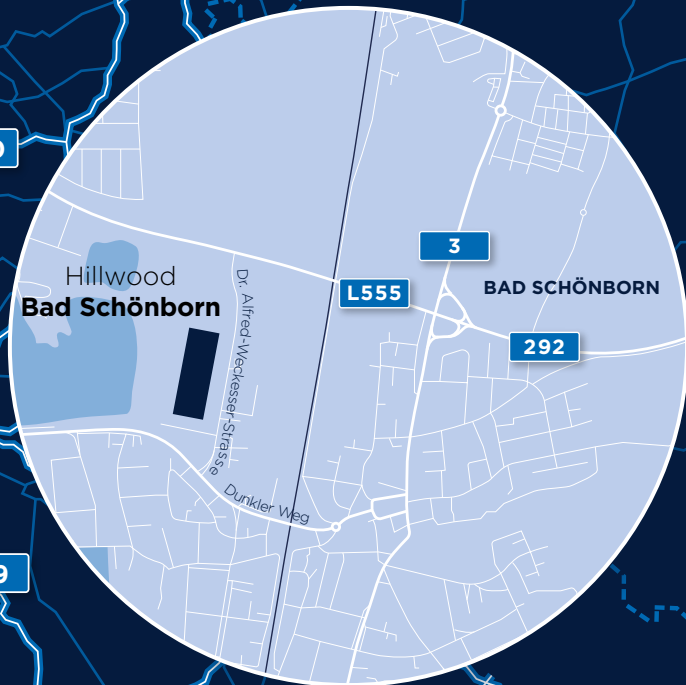 3
Hillwood
Bad Schönborn
L555
BAD SCHÖNBORN
292
Dr. Alfred-Weckesser-Strasse
Dunkler Weg